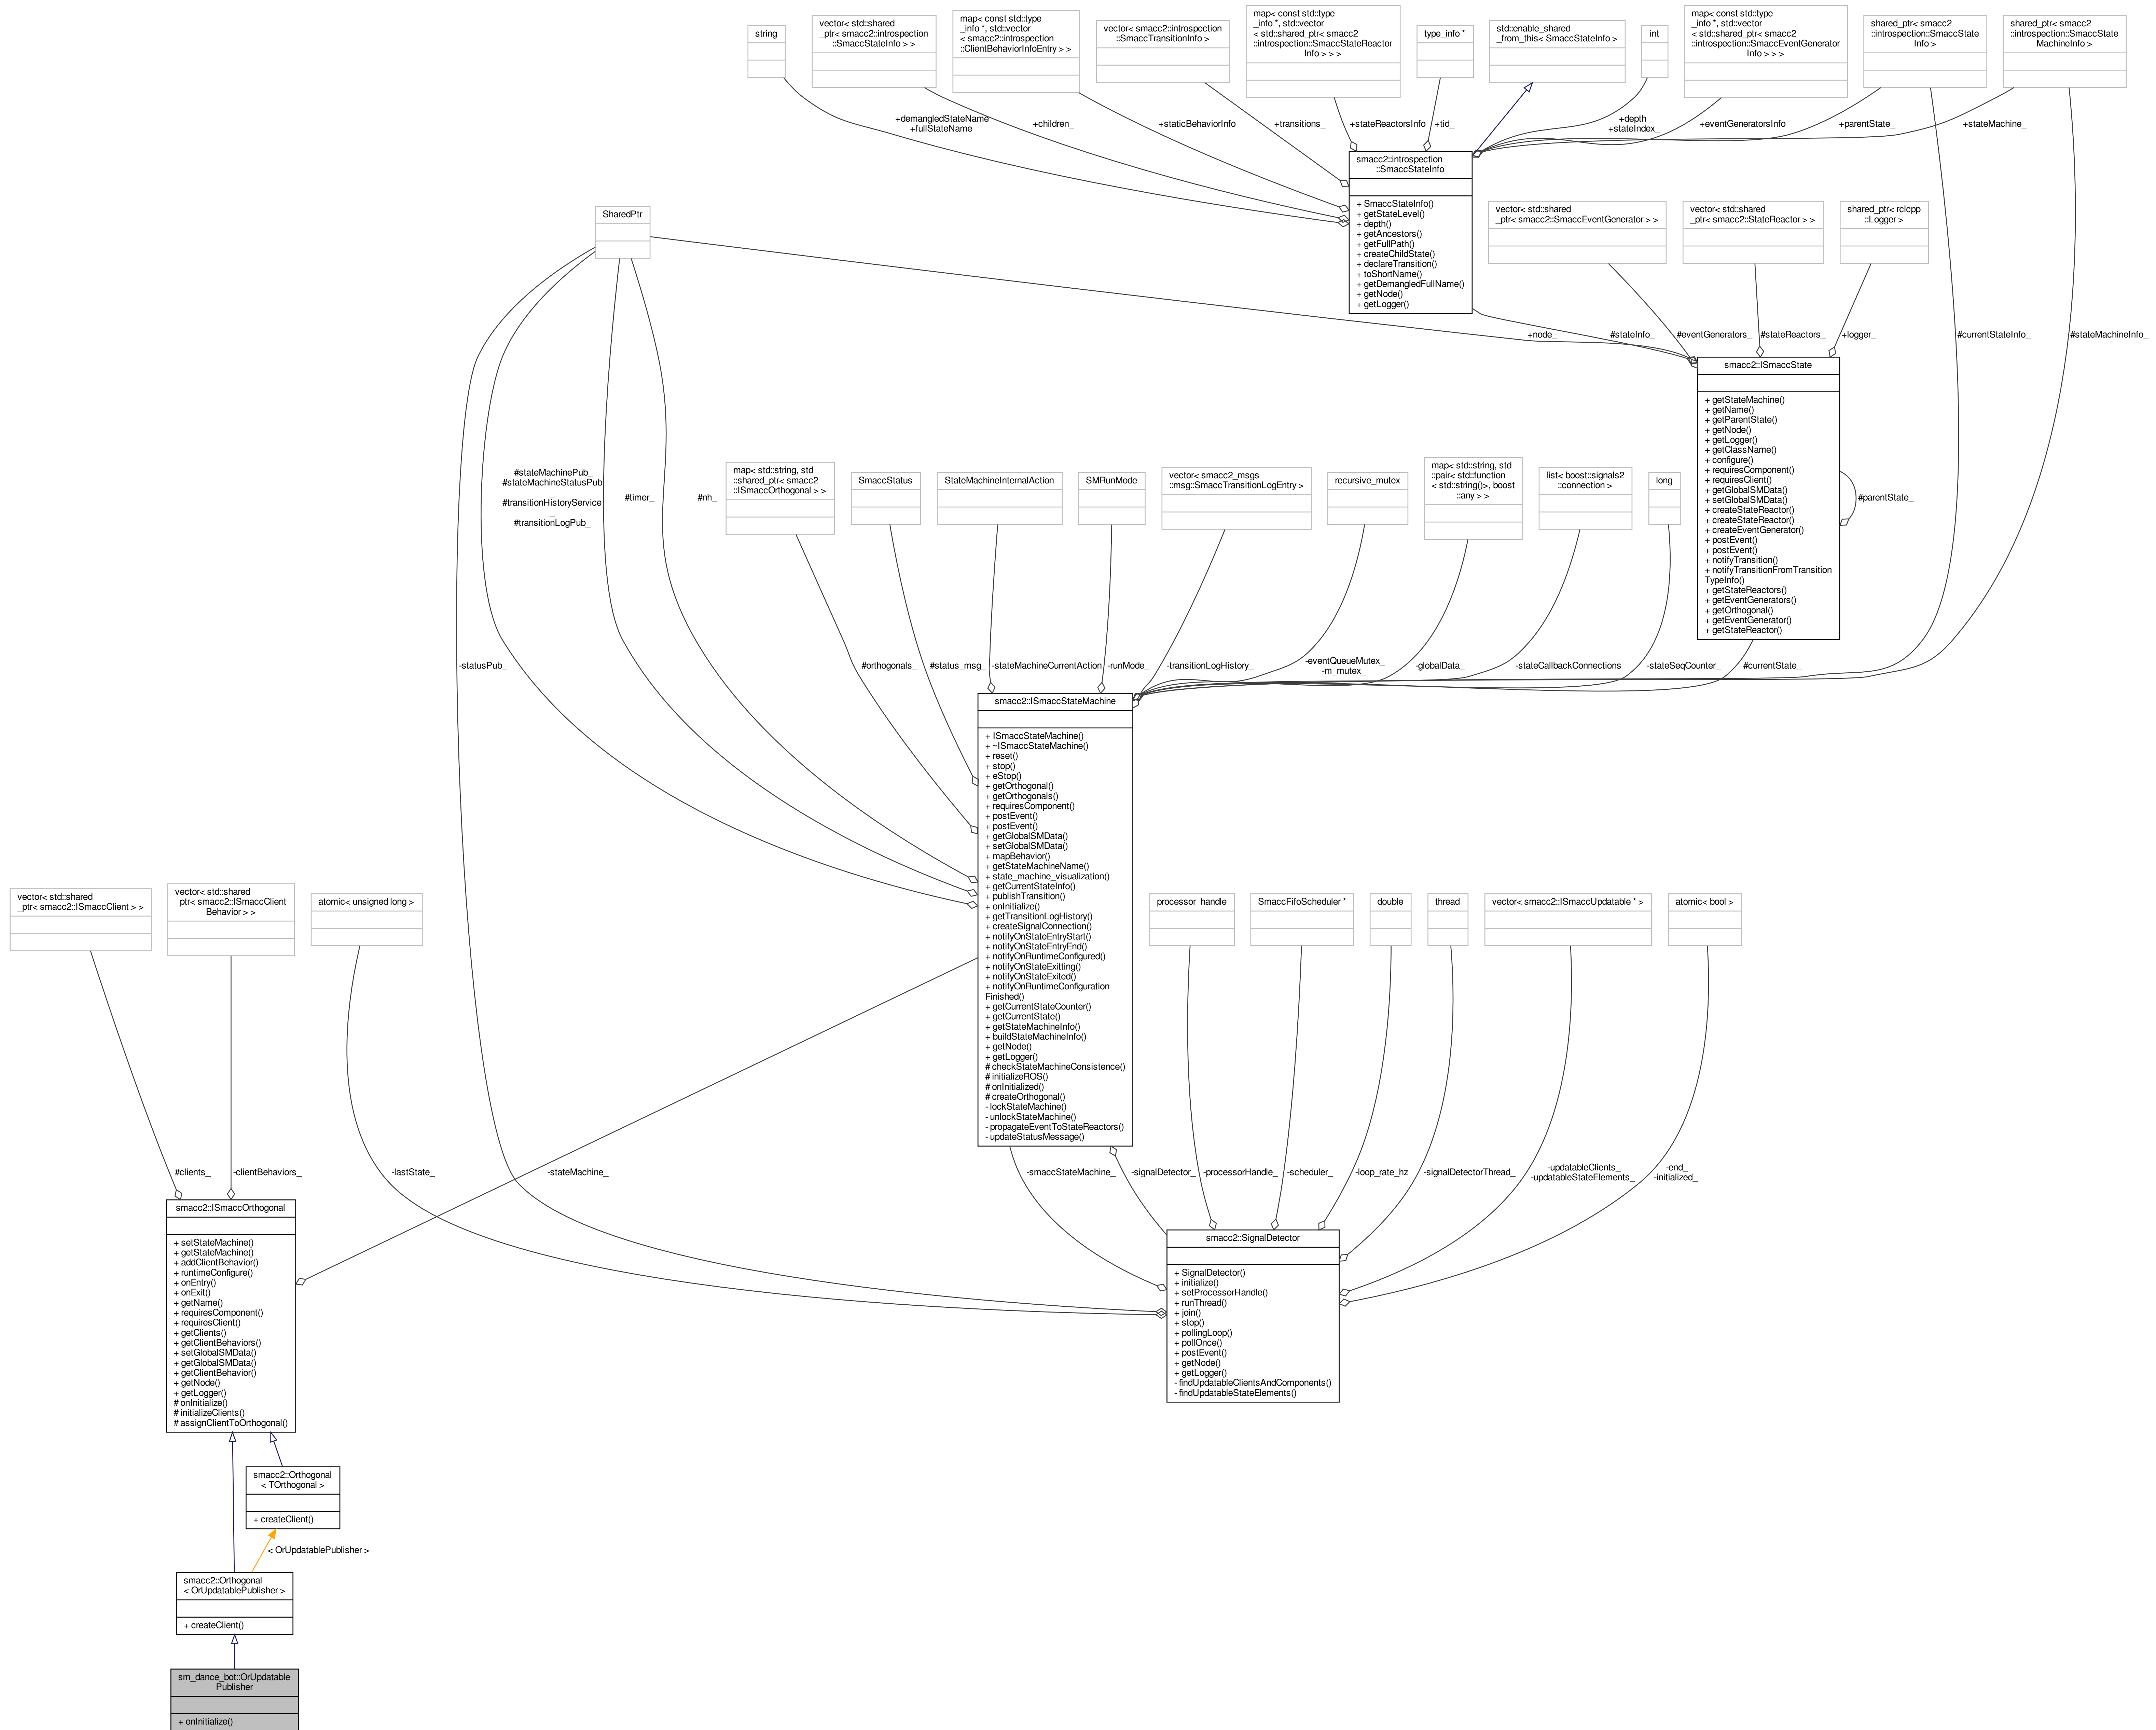 string
vector< std::shared
_ptr< smacc2::introspection
::SmaccStateInfo > >
map< const std::type
_info *, std::vector
< smacc2::introspection
::ClientBehaviorInfoEntry > >
vector< smacc2::introspection
::SmaccTransitionInfo >
map< const std::type
_info *, std::vector
< std::shared_ptr< smacc2
::introspection::SmaccStateReactor
Info > > >
type_info *
std::enable_shared
_from_this< SmaccStateInfo >
int
map< const std::type
_info *, std::vector
< std::shared_ptr< smacc2
::introspection::SmaccEventGenerator
Info > > >
shared_ptr< smacc2
::introspection::SmaccState
Info >
shared_ptr< smacc2
::introspection::SmaccState
MachineInfo >
+demangledStateName
+fullStateName
+children_
+staticBehaviorInfo
+transitions_
+stateReactorsInfo
+tid_
+depth_
+stateIndex_
+eventGeneratorsInfo
+parentState_
+stateMachine_
smacc2::introspection
::SmaccStateInfo
+ SmaccStateInfo()
+ getStateLevel()
+ depth()
+ getAncestors()
+ getFullPath()
+ createChildState()
+ declareTransition()
+ toShortName()
+ getDemangledFullName()
+ getNode()
+ getLogger()
SharedPtr
vector< std::shared
_ptr< smacc2::SmaccEventGenerator > >
vector< std::shared
_ptr< smacc2::StateReactor > >
shared_ptr< rclcpp
::Logger >
+node_
#stateInfo_
#eventGenerators_
#stateReactors_
+logger_
#currentStateInfo_
#stateMachineInfo_
smacc2::ISmaccState
+ getStateMachine()
+ getName()
+ getParentState()
+ getNode()
+ getLogger()
+ getClassName()
+ configure()
+ requiresComponent()
+ requiresClient()
+ getGlobalSMData()
+ setGlobalSMData()
+ createStateReactor()
+ createStateReactor()
+ createEventGenerator()
+ postEvent()
+ postEvent()
+ notifyTransition()
+ notifyTransitionFromTransition
TypeInfo()
+ getStateReactors()
+ getEventGenerators()
+ getOrthogonal()
+ getEventGenerator()
+ getStateReactor()
#parentState_
#stateMachinePub_
#stateMachineStatusPub
_
#transitionHistoryService
_
#transitionLogPub_
#timer_
#nh_
map< std::string, std
::shared_ptr< smacc2
::ISmaccOrthogonal > >
SmaccStatus
StateMachineInternalAction
SMRunMode
vector< smacc2_msgs
::msg::SmaccTransitionLogEntry >
recursive_mutex
map< std::string, std
::pair< std::function
< std::string()>, boost
::any > >
list< boost::signals2
::connection >
long
-statusPub_
#orthogonals_
#status_msg_
-stateMachineCurrentAction
-runMode_
-transitionLogHistory_
-eventQueueMutex_
-m_mutex_
-globalData_
-stateCallbackConnections
-stateSeqCounter_
#currentState_
smacc2::ISmaccStateMachine
+ ISmaccStateMachine()
+ ~ISmaccStateMachine()
+ reset()
+ stop()
+ eStop()
+ getOrthogonal()
+ getOrthogonals()
+ requiresComponent()
+ postEvent()
+ postEvent()
+ getGlobalSMData()
+ setGlobalSMData()
+ mapBehavior()
+ getStateMachineName()
+ state_machine_visualization()
+ getCurrentStateInfo()
+ publishTransition()
+ onInitialize()
+ getTransitionLogHistory()
+ createSignalConnection()
+ notifyOnStateEntryStart()
+ notifyOnStateEntryEnd()
+ notifyOnRuntimeConfigured()
+ notifyOnStateExitting()
+ notifyOnStateExited()
+ notifyOnRuntimeConfiguration
Finished()
+ getCurrentStateCounter()
+ getCurrentState()
+ getStateMachineInfo()
+ buildStateMachineInfo()
+ getNode()
+ getLogger()
# checkStateMachineConsistence()
# initializeROS()
# onInitialized()
# createOrthogonal()
- lockStateMachine()
- unlockStateMachine()
- propagateEventToStateReactors()
- updateStatusMessage()
vector< std::shared
_ptr< smacc2::ISmaccClient > >
vector< std::shared
_ptr< smacc2::ISmaccClient
Behavior > >
atomic< unsigned long >
processor_handle
SmaccFifoScheduler *
double
thread
vector< smacc2::ISmaccUpdatable * >
atomic< bool >
#clients_
-clientBehaviors_
-lastState_
-stateMachine_
-smaccStateMachine_
-signalDetector_
-processorHandle_
-scheduler_
-loop_rate_hz
-signalDetectorThread_
-updatableClients_
-updatableStateElements_
-end_
-initialized_
smacc2::ISmaccOrthogonal
+ setStateMachine()
+ getStateMachine()
+ addClientBehavior()
+ runtimeConfigure()
+ onEntry()
+ onExit()
+ getName()
+ requiresComponent()
+ requiresClient()
+ getClients()
+ getClientBehaviors()
+ setGlobalSMData()
+ getGlobalSMData()
+ getClientBehavior()
+ getNode()
+ getLogger()
# onInitialize()
# initializeClients()
# assignClientToOrthogonal()
smacc2::SignalDetector
+ SignalDetector()
+ initialize()
+ setProcessorHandle()
+ runThread()
+ join()
+ stop()
+ pollingLoop()
+ pollOnce()
+ postEvent()
+ getNode()
+ getLogger()
- findUpdatableClientsAndComponents()
- findUpdatableStateElements()
smacc2::Orthogonal
< TOrthogonal >
+ createClient()
< OrUpdatablePublisher >
smacc2::Orthogonal
< OrUpdatablePublisher >
+ createClient()
sm_dance_bot::OrUpdatable
Publisher
+ onInitialize()